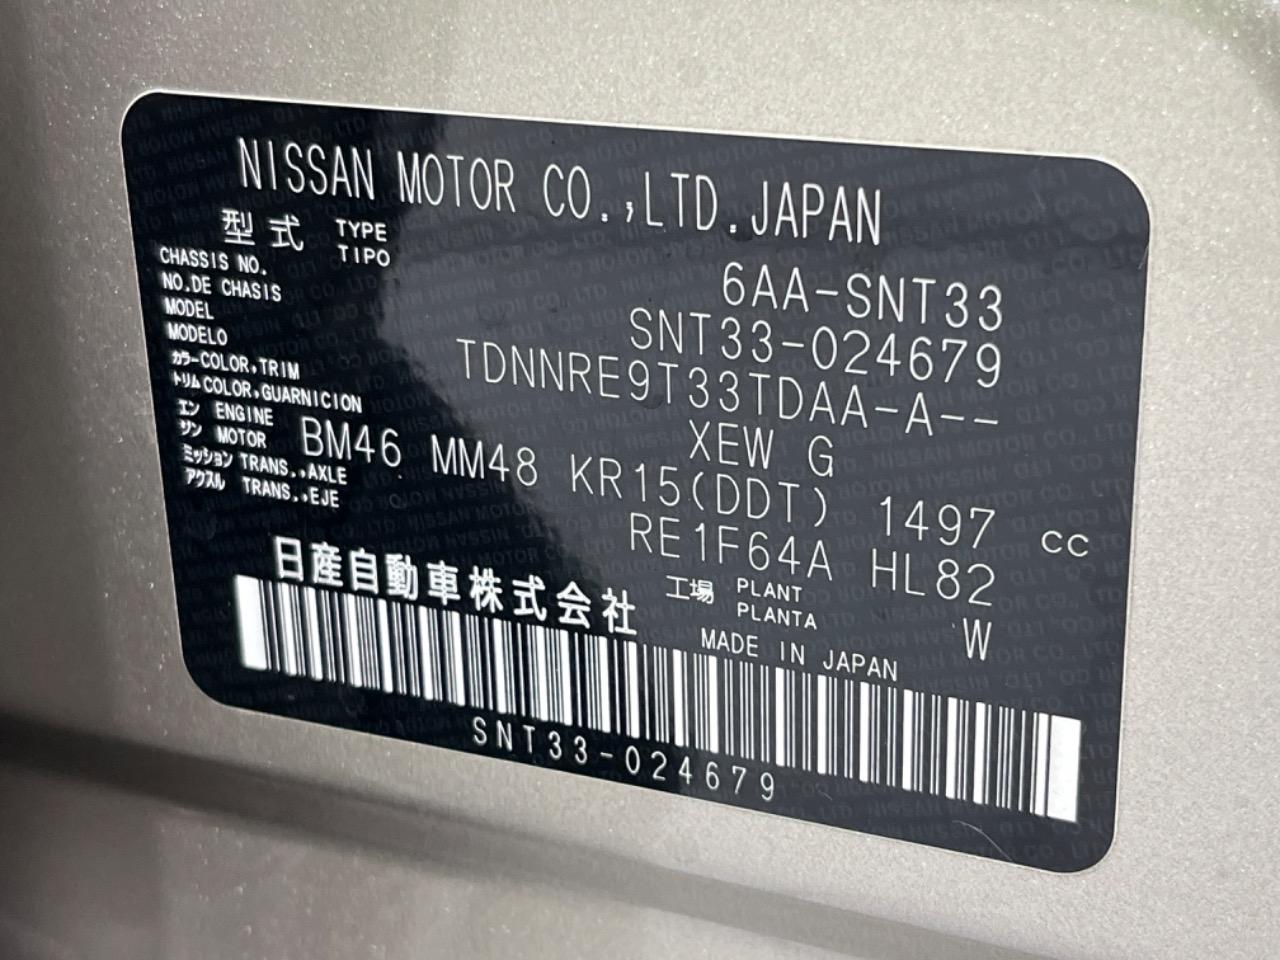 NISSAN MOTOR CO.,LTD.JAPAN
型式 TYPE
TIPO
6AA-SNT33
CHASSIS NO.
NO.DE CHASIS
SNT33-024679
MODEL
MODELO
TDNNRE9T33TDAA-A--
カラー COLOR,TRIM
トリム COLOR,GUARNICION
XEW G
エン ENGINE
ジン MOTOR
BM46 MM48 KR15(DDT) 1497 cc
ミッション TRANS.,AXLE
アクスル TRANS.,EJE
RE1F64A HL82
日産自動車株式会社
工場 PLANT
PLANTA
W
MADE IN JAPAN
SNT33-024679